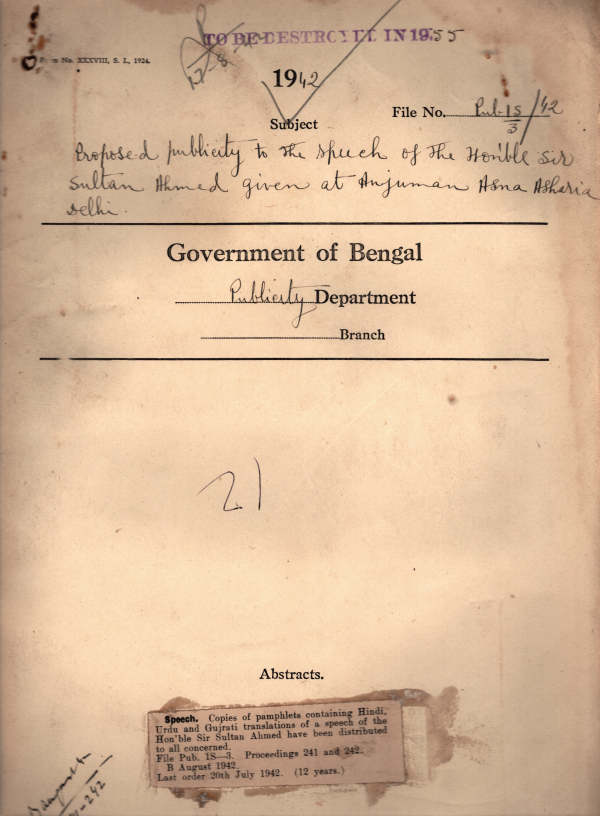 TO BE DESTROYED IN 1955
Form No. XXXVIII, S. I., 1924.
1942
File No. Pub 1S/3/42
Subject
Proposed publicity to the speech of the Hon'ble Sir
Sultan Ahmed given at Anjuman Asna Asharia
Delhi.
Government of Bengal
Publicity Department
Branch
21
Abstracts.
Speech. Copies of pamphlets containing Hindi,
Urdu and Gujrati translations of a speech of the
Hon'ble Sir Sultan Ahmed have been distributed
to all concerned.
File Pub. 1S—3. Proceedings 241 and 242.
B August 1942.
Last order 20th July 1942. (12 years.)